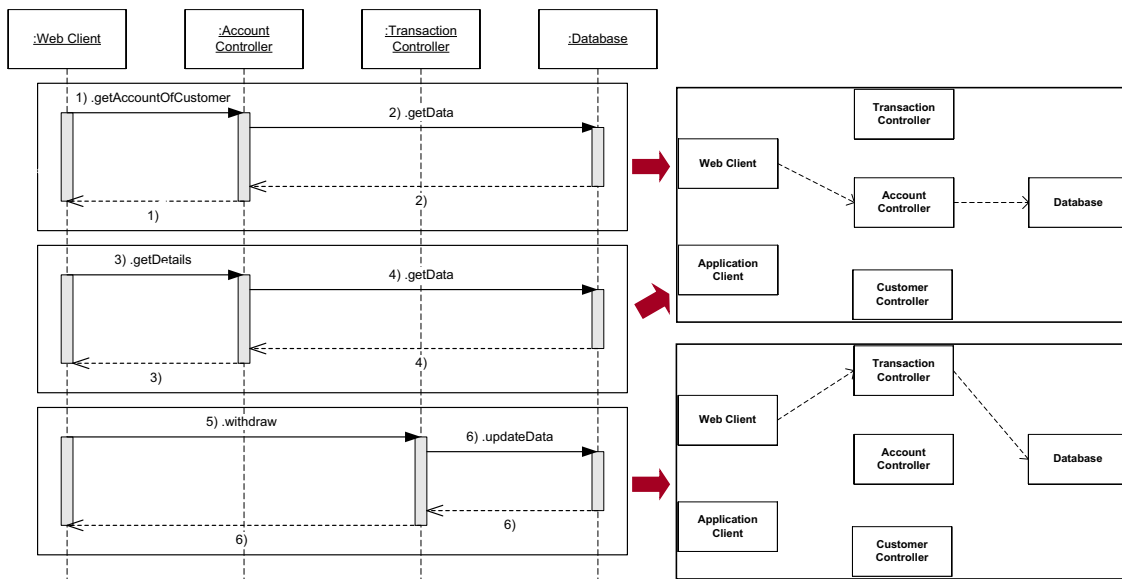 :Web Client
:Account
Controller
:Transaction
Controller
:Database
1) .getAccountOfCustomer
2) .getData
2)
1)
3) .getDetails
4) .getData
4)
3)
5) .withdraw
6) .updateData
6)
6)
Transaction
Controller
Web Client
Account
Controller
Database
Application
Client
Customer
Controller
Transaction
Controller
Web Client
Account
Controller
Database
Application
Client
Customer
Controller